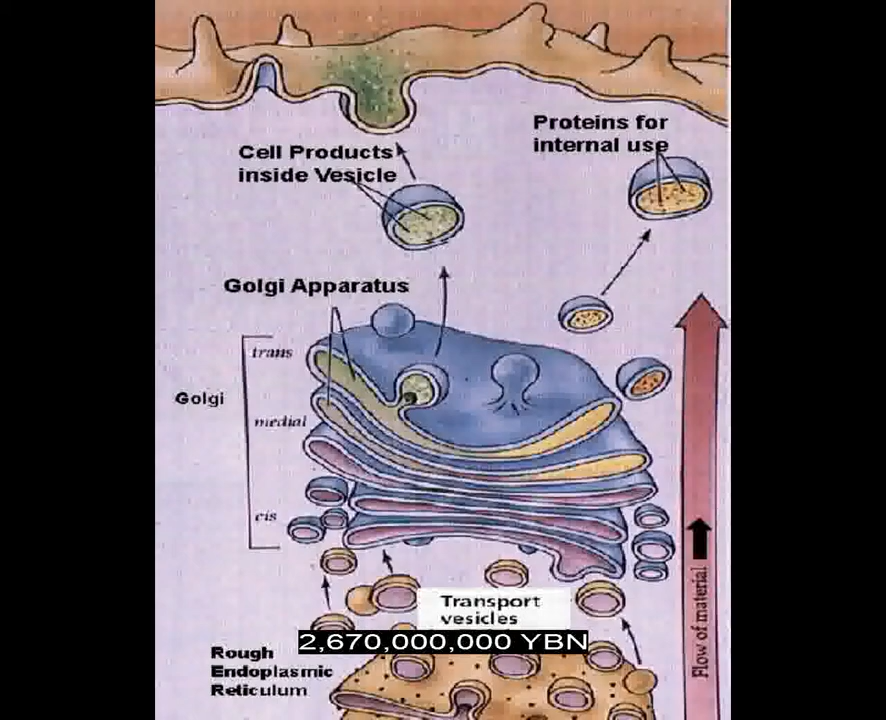 Proteins for
internal use
Cell Products
inside Vesicle
Golgi Apparatus
trans
Golgi
medial
cis
Flow of material
Transport
vesicles
2,670,000,000 YBN
Rough
Endoplasmic
Reticulum